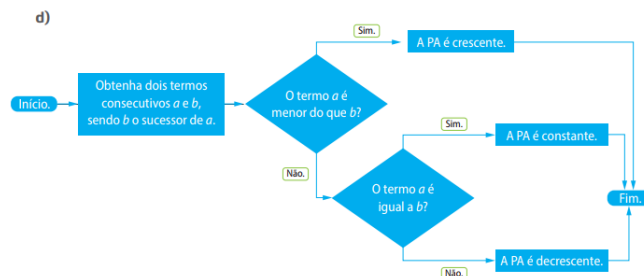 d)
Início.
Obtenha dois termos
consecutivos a e b,
sendo b o sucessor de a.
O termo a é
menor do que b?
Sim.
A PA é crescente.
Não.
O termo a é
igual a b?
Sim.
A PA é constante.
Não.
A PA é decrescente.
Fim.